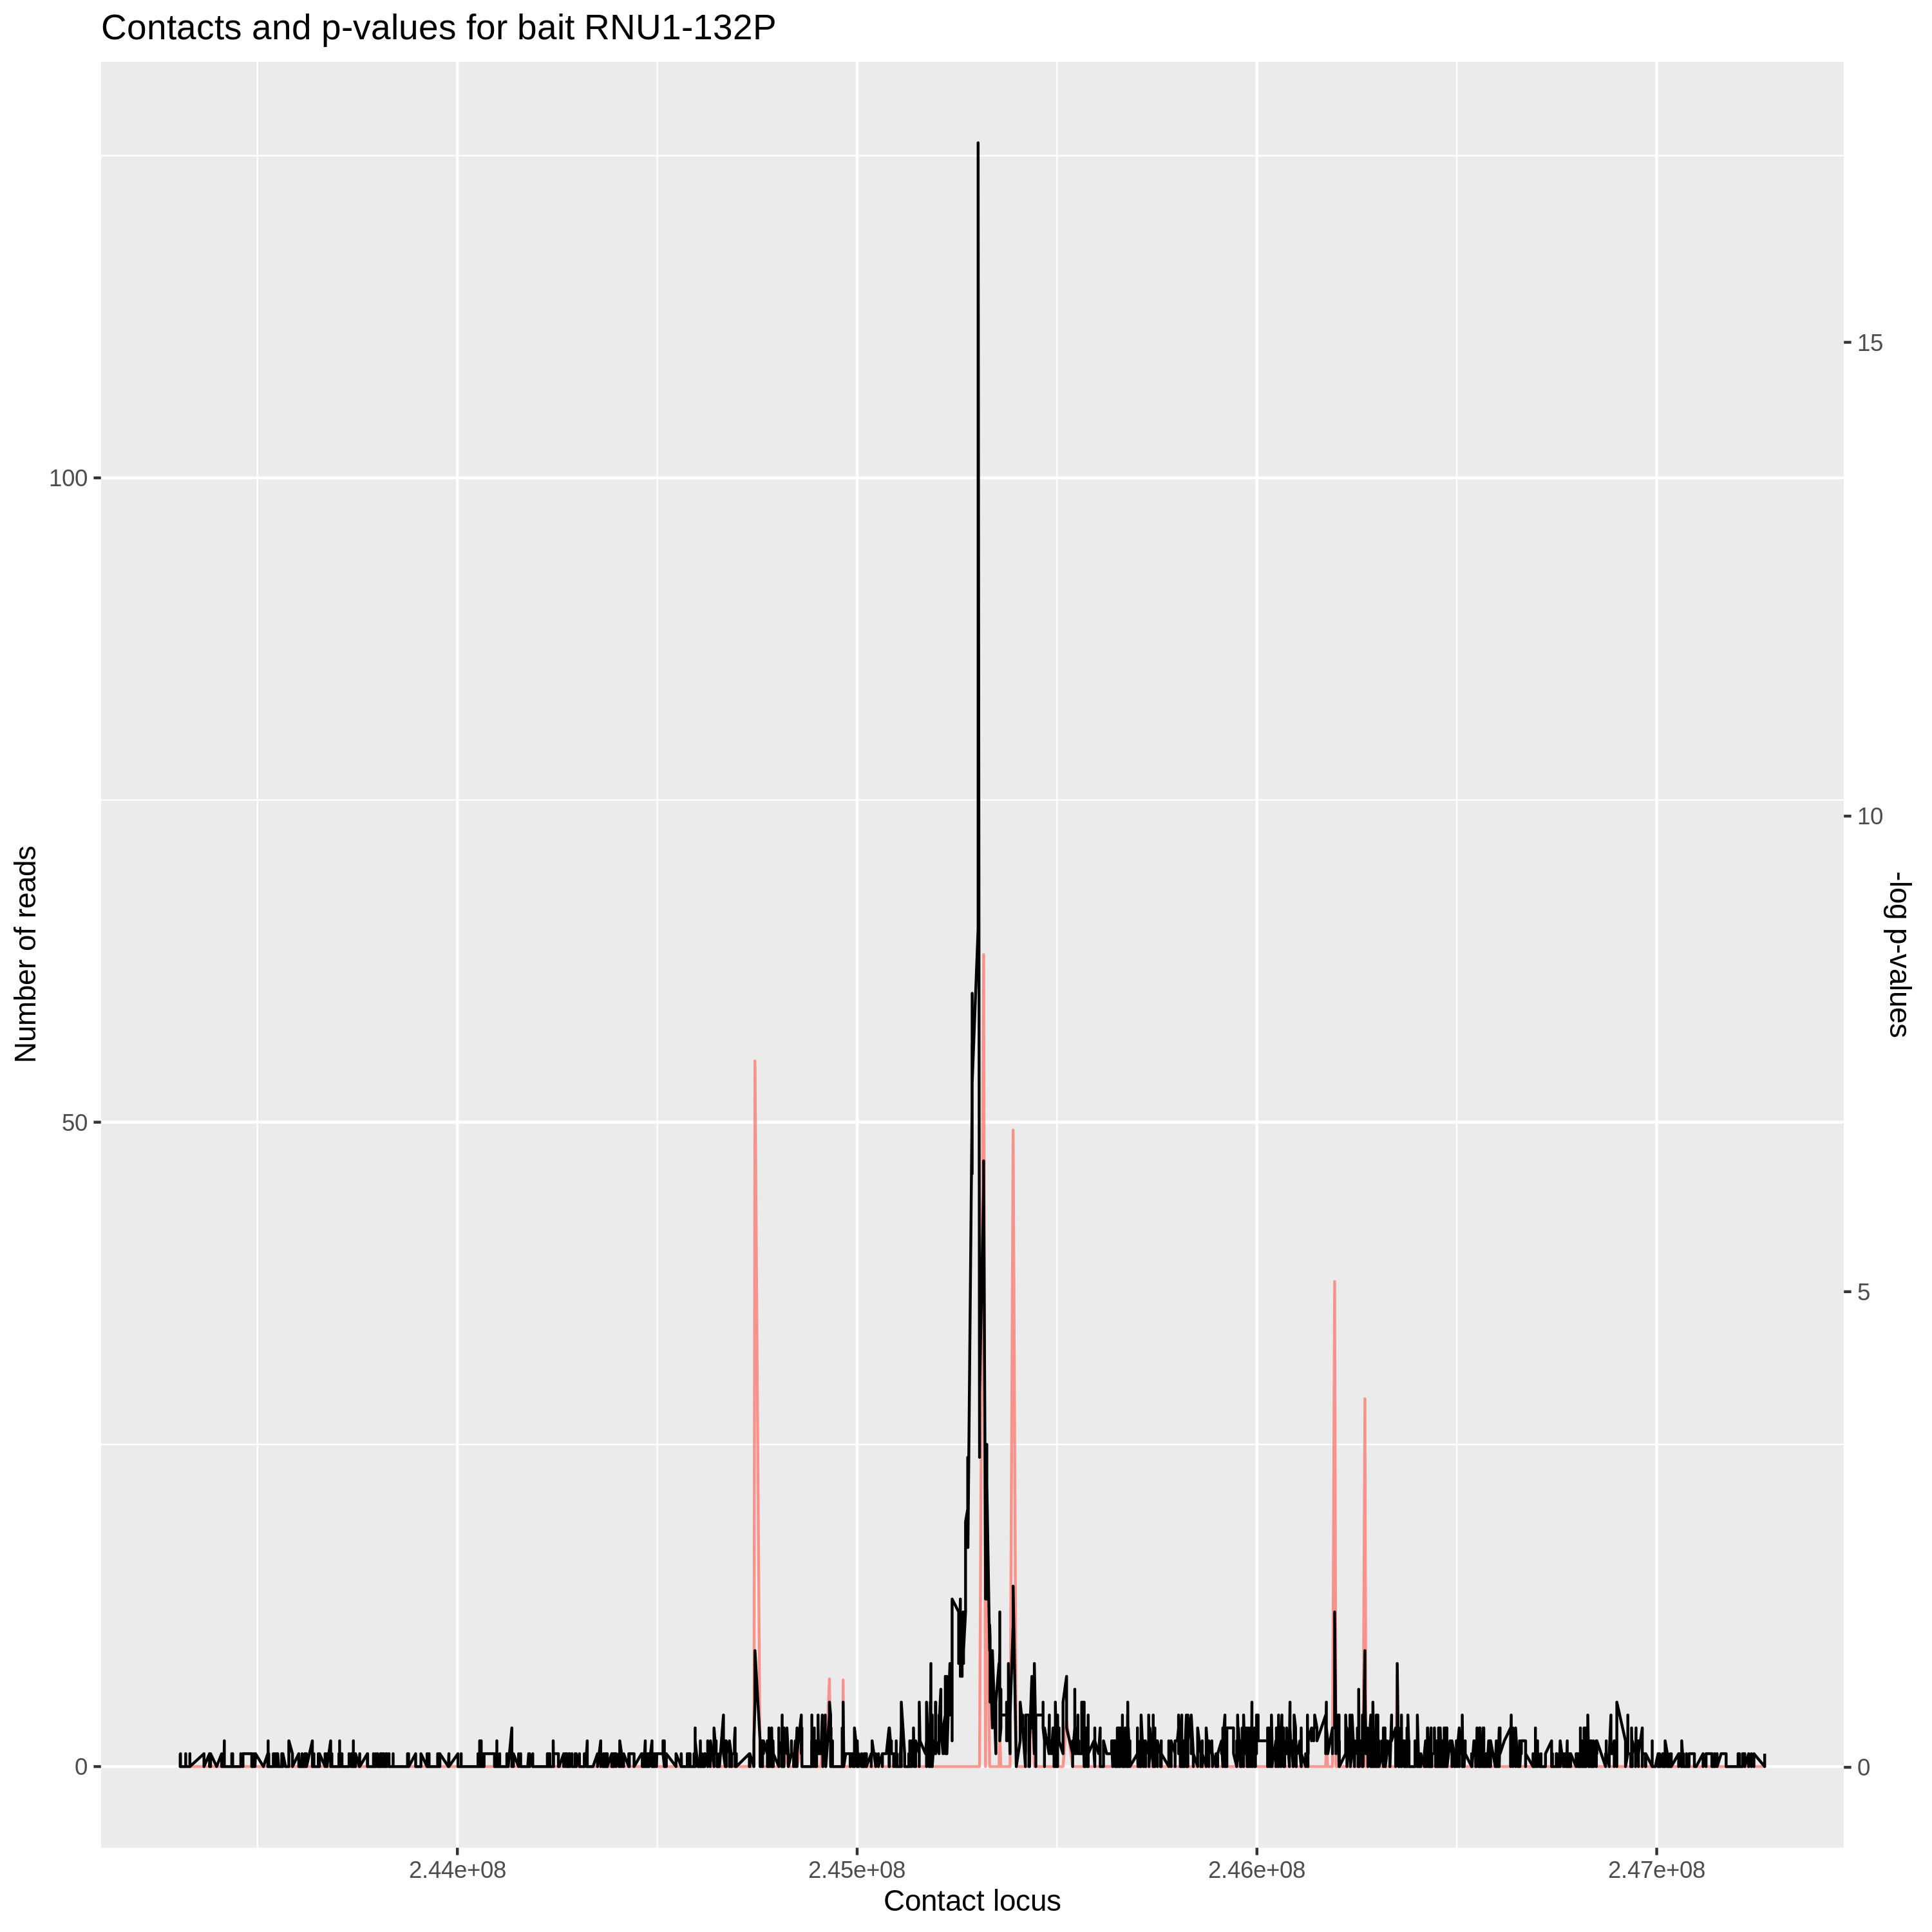 Contacts and p-values for bait RNU1-132P
Number of reads
100
50
0
15
10
5
0
-log p-values
2.44e+08
2.45e+08
2.46e+08
2.47e+08
Contact locus